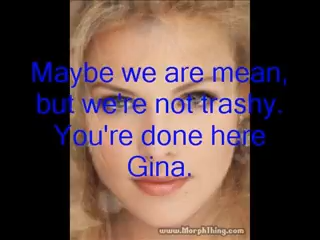 Maybe we are mean,
but we're not trashy.
You're done here
Gina.
www.MorphThing.com